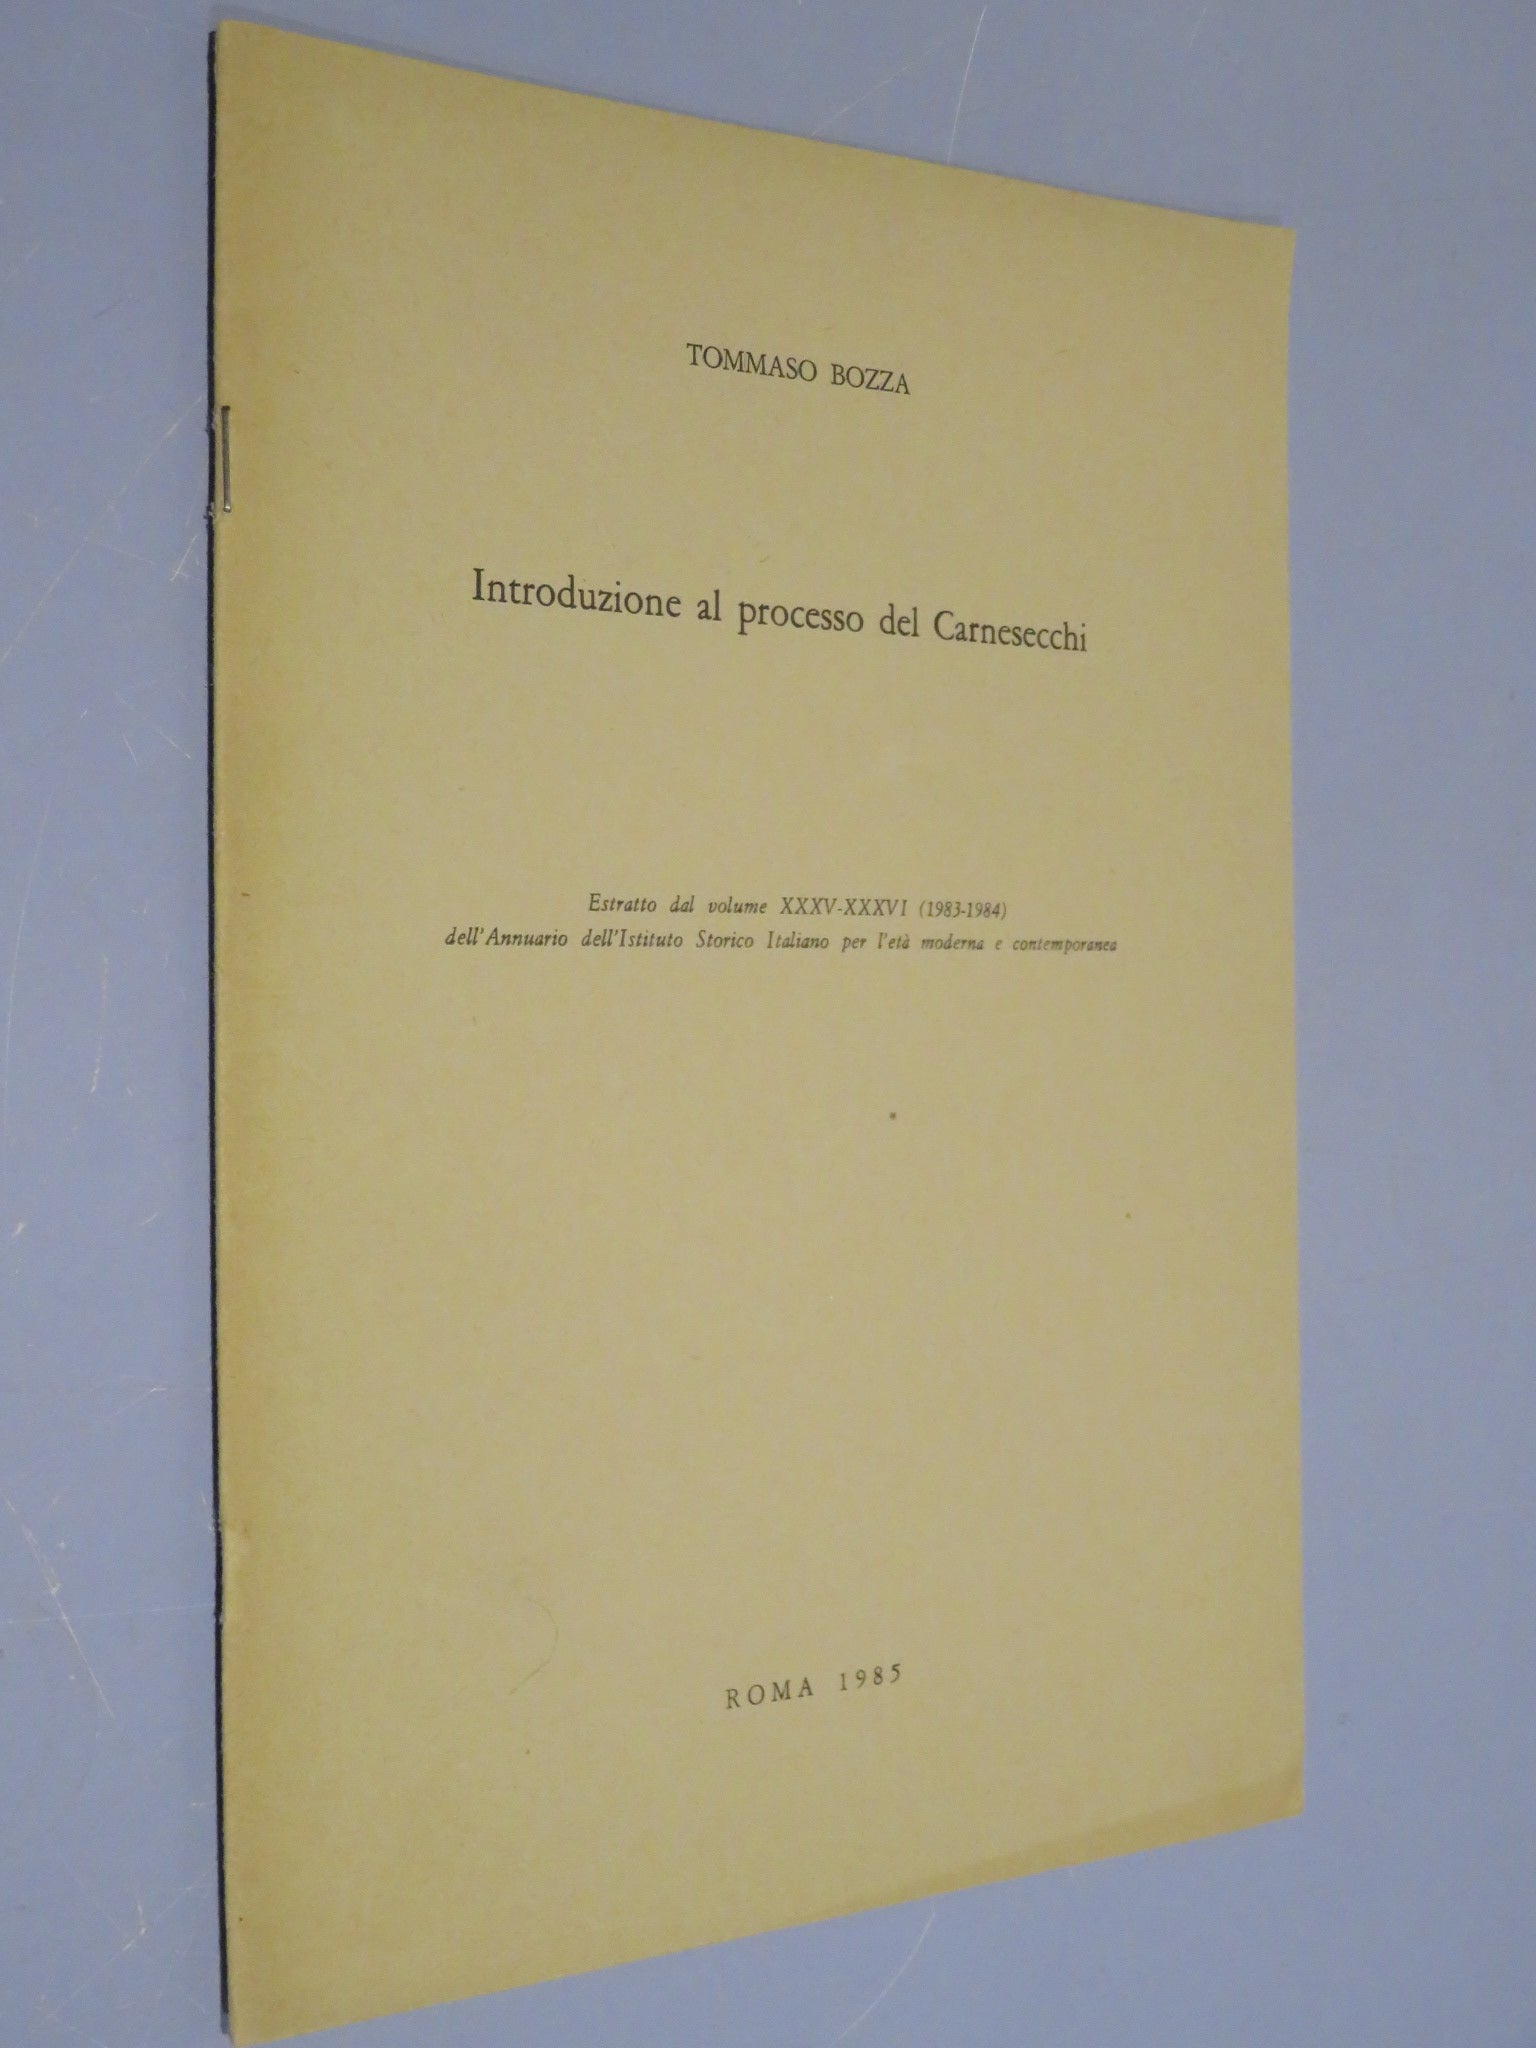 TOMMASO BOZZA
Introduzione al processo del Carnesecchi
Estratto dal volume XXXV-XXXVI (1983-1984)
dell'Annuario dell'Istituto Storico Italiano per l'età moderna e contemporanea
ROMA 1985